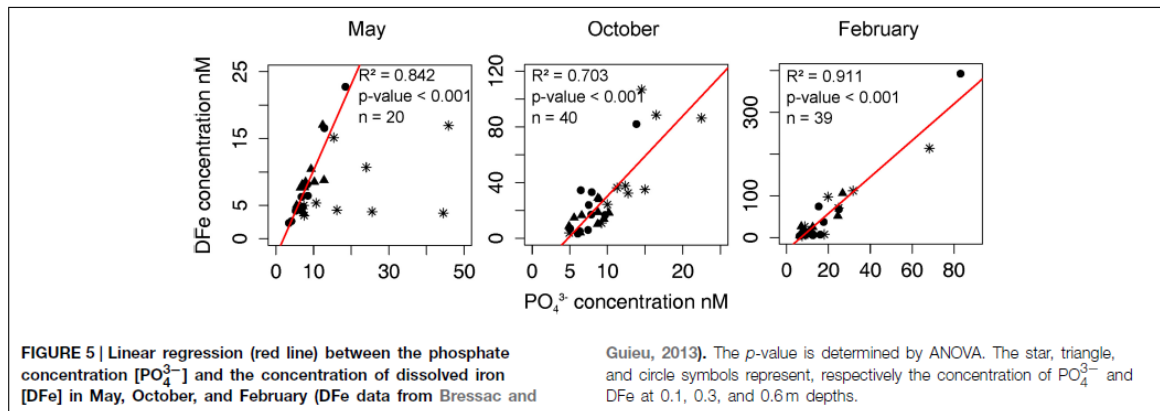 May
October
February
DFe concentration nM
25
15
5
0
R² = 0.842
p-value < 0.001
n = 20
0
10
30
50
120
80
40
0
R² = 0.703
p-value < 0.001
n = 40
0
5
10
20
300
100
0
R² = 0.911
p-value < 0.001
n = 39
0
20
40
60
80
PO₄³⁻ concentration nM
FIGURE 5 | Linear regression (red line) between the phosphate
concentration [PO₄³⁻] and the concentration of dissolved iron
[DFe] in May, October, and February (DFe data from Bressac and
Guieu, 2013). The p-value is determined by ANOVA. The star, triangle,
and circle symbols represent, respectively the concentration of PO₄³⁻ and
DFe at 0.1, 0.3, and 0.6 m depths.